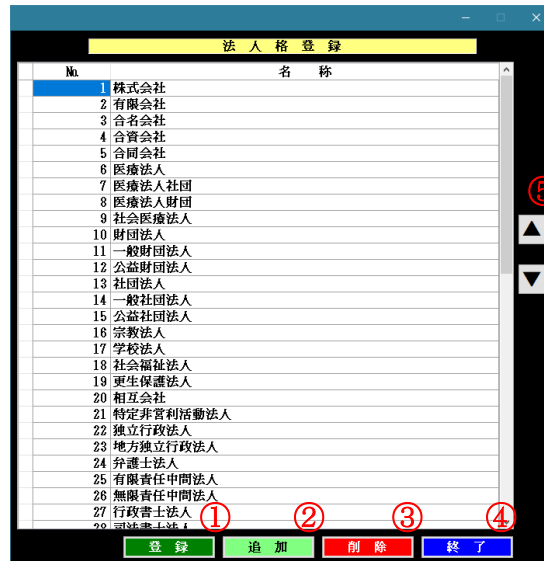 法 人 格 登 録
№ 名 称
1 株式会社
2 有限会社
3 合名会社
4 合資会社
5 合同会社
6 医療法人
7 医療法人社団
8 医療法人財団
9 社会医療法人
10 財団法人
11 一般財団法人
12 公益財団法人
13 社団法人
14 一般社団法人
15 公益社団法人
16 宗教法人
17 学校法人
18 社会福祉法人
19 更生保護法人
20 相互会社
21 特定非営利活動法人
22 独立行政法人
23 地方独立行政法人
24 弁護士法人
25 有限責任中間法人
26 無限責任中間法人
27 行政書士法人
28 司法書士法人
① ② ③ ④ ⑤
登 録 追 加 削 除 終 了
▲
▼